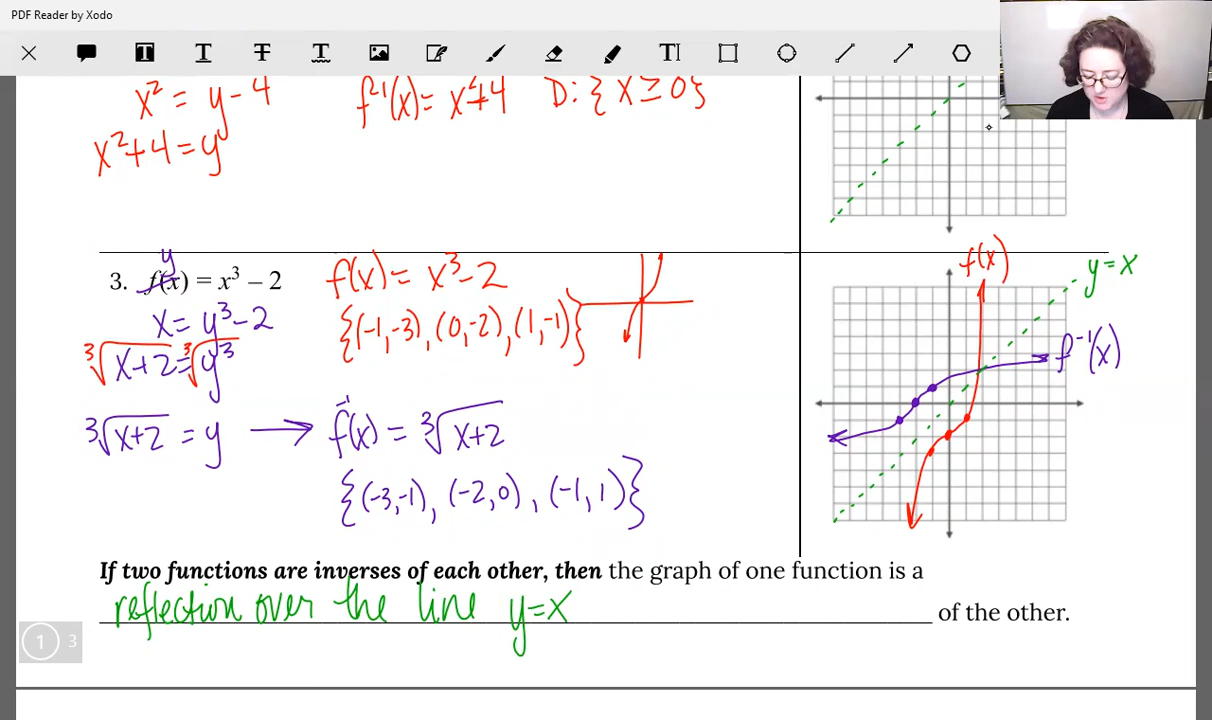 PDF Reader by Xodo
x² = y - 4
x² + 4 = y
f⁻¹(x) = x² + 4 D: {x ≥ 0}
3. f(x) = x³ – 2
y
x = y³ - 2
∛x+2 = ∛y³
∛x+2 = y → f⁻¹(x) = ∛x+2
f(x) = x³ - 2
{(-1,-3), (0,-2), (1,-1)}
{(-3,-1), (-2,0), (-1,1)}
f(x)
y=x
f⁻¹(x)
If two functions are inverses of each other, then the graph of one function is a
reflection over the line y=x of the other.
1 3